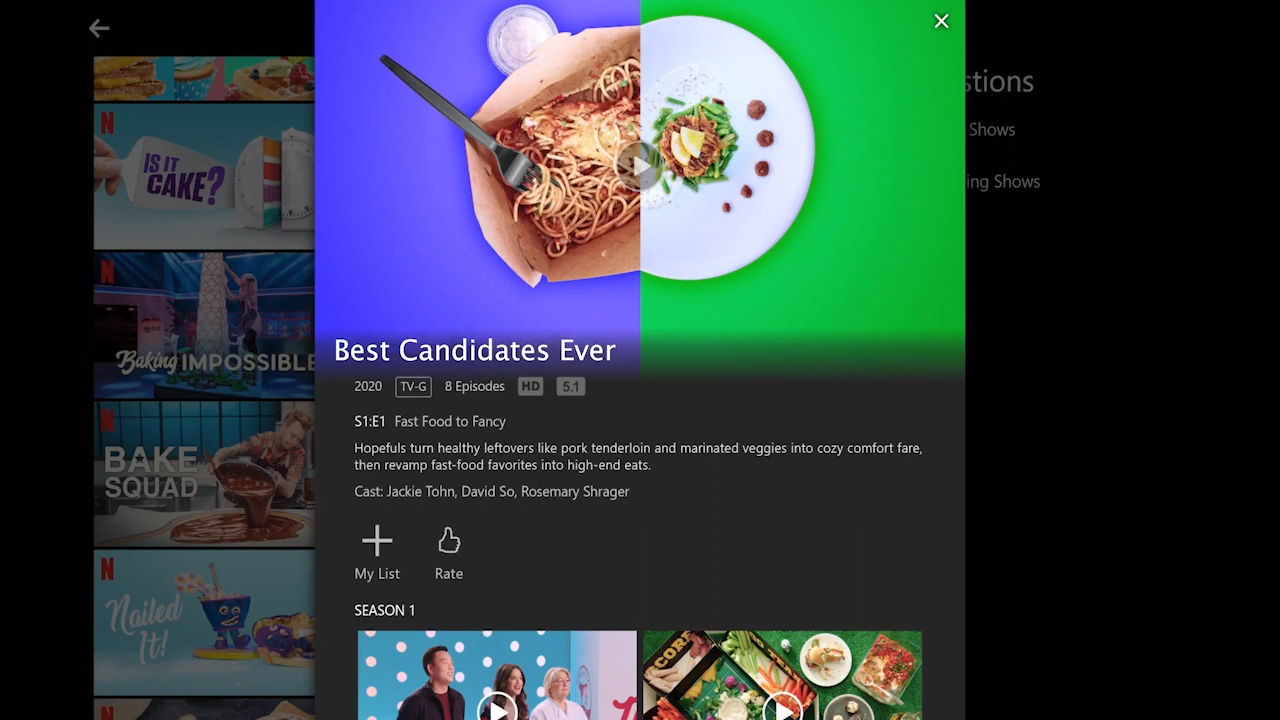 stions
Shows
ing Shows
N
IS IT
CAKE?
N
Baking IMPOSSIBLE
N
BAKE
SQUAD
N
Nailed
It!
N
Best Candidates Ever
2020 TV-G 8 Episodes HD 5.1
S1:E1 Fast Food to Fancy
Hopefuls turn healthy leftovers like pork tenderloin and marinated veggies into cozy comfort fare,
then revamp fast-food favorites into high-end eats.
Cast: Jackie Tohn, David So, Rosemary Shrager
My List Rate
SEASON 1
SCORE